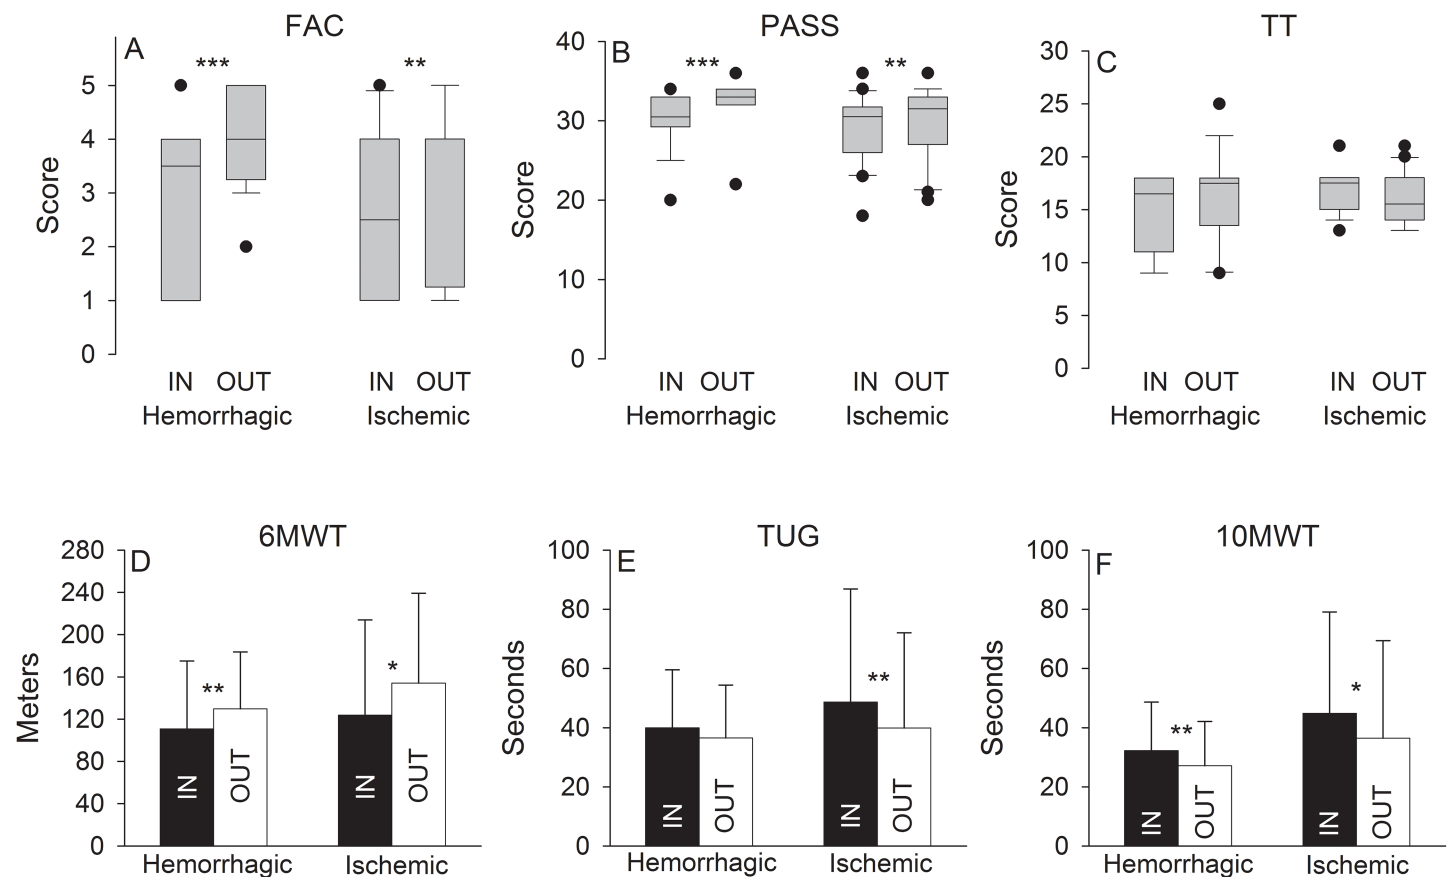 FAC
A
***
**
5
4
3
2
1
0
Score
IN OUT
IN OUT
Hemorrhagic
Ischemic
PASS
B
***
**
40
30
20
10
0
Score
IN OUT
IN OUT
Hemorrhagic
Ischemic
TT
C
30
25
20
15
10
5
0
Score
IN OUT
IN OUT
Hemorrhagic
Ischemic
6MWT
D
280
240
200
160
120
80
40
0
Meters
**
*
IN
OUT
IN
OUT
Hemorrhagic
Ischemic
TUG
E
100
80
60
40
20
0
Seconds
**
IN
OUT
IN
OUT
Hemorrhagic
Ischemic
10MWT
F
100
80
60
40
20
0
Seconds
**
*
IN
OUT
IN
OUT
Hemorrhagic
Ischemic